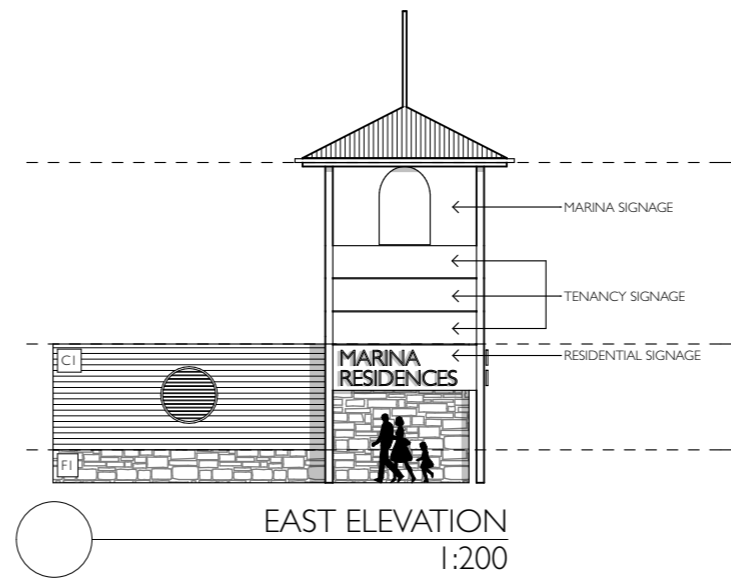 MARINA SIGNAGE
TENANCY SIGNAGE
RESIDENTIAL SIGNAGE
C1
MARINA
RESIDENCES
F1
EAST ELEVATION
1:200